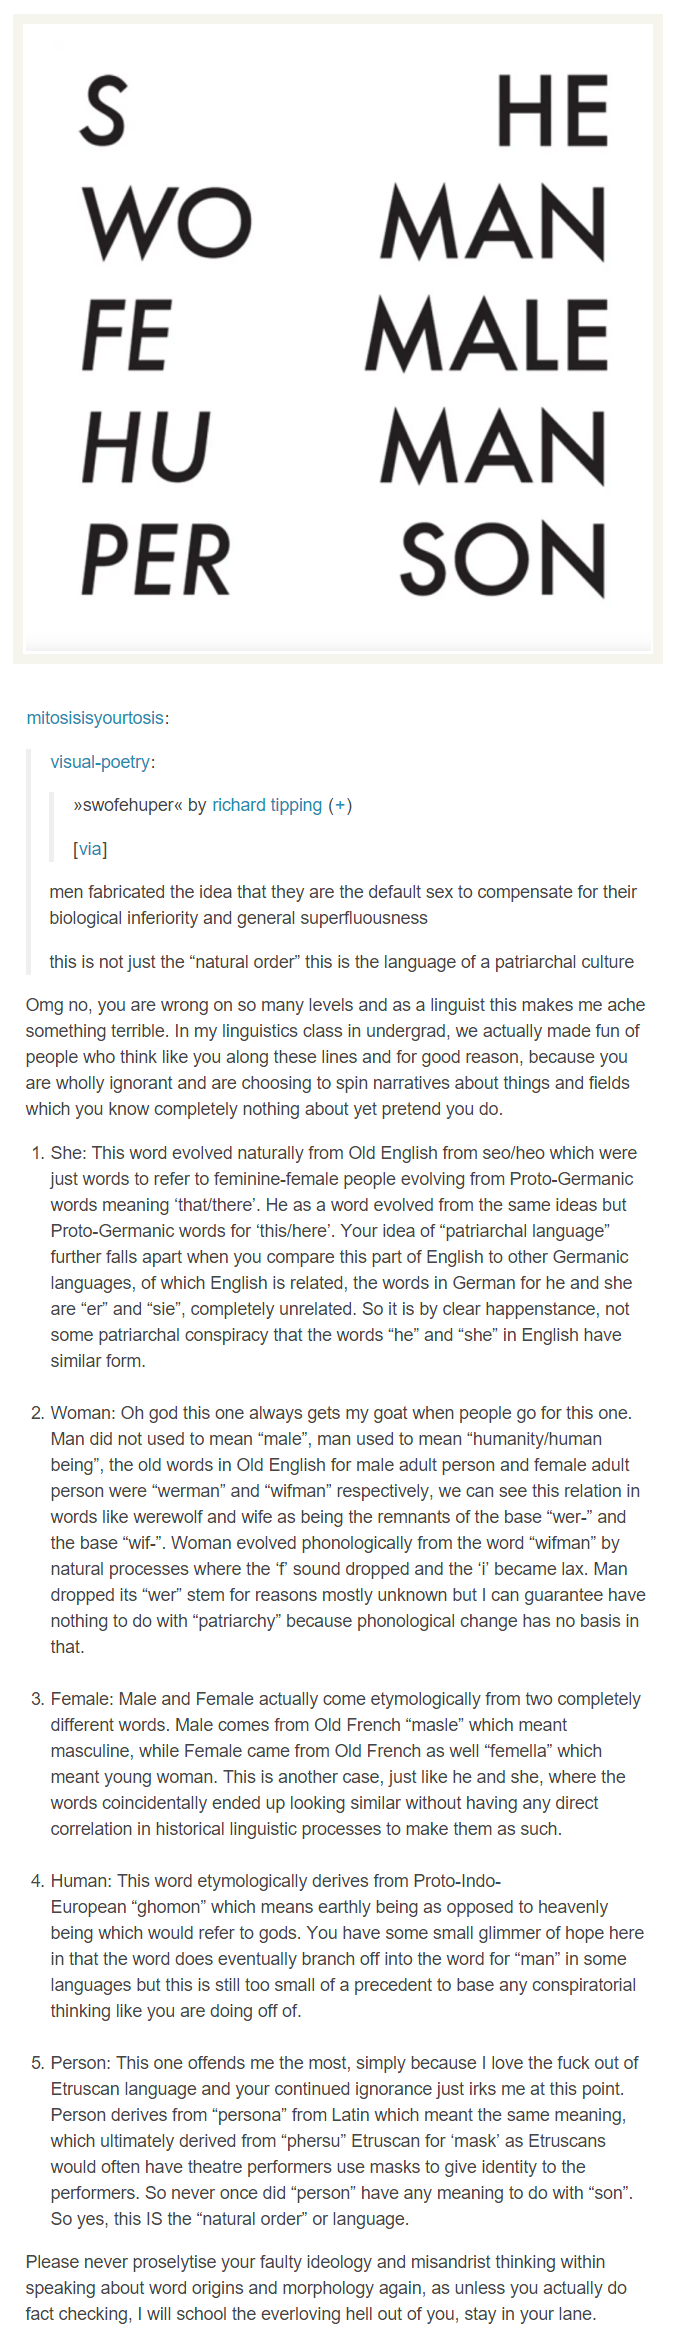 S HE
WO MAN
FE MALE
HU MAN
PER SON
mitosisisyourtosis:
visual-poetry:
»swofehuper« by richard tipping (+)
[via]
men fabricated the idea that they are the default sex to compensate for their
biological inferiority and general superfluousness
this is not just the “natural order” this is the language of a patriarchal culture
Omg no, you are wrong on so many levels and as a linguist this makes me ache
something terrible. In my linguistics class in undergrad, we actually made fun of
people who think like you along these lines and for good reason, because you
are wholly ignorant and are choosing to spin narratives about things and fields
which you know completely nothing about yet pretend you do.
1. She: This word evolved naturally from Old English from seo/heo which were
just words to refer to feminine-female people evolving from Proto-Germanic
words meaning ‘that/there’. He as a word evolved from the same ideas but
Proto-Germanic words for ‘this/here’. Your idea of “patriarchal language”
further falls apart when you compare this part of English to other Germanic
languages, of which English is related, the words in German for he and she
are “er” and “sie”, completely unrelated. So it is by clear happenstance, not
some patriarchal conspiracy that the words “he” and “she” in English have
similar form.
2. Woman: Oh god this one always gets my goat when people go for this one.
Man did not used to mean “male”, man used to mean “humanity/human
being”, the old words in Old English for male adult person and female adult
person were “werman” and “wifman” respectively, we can see this relation in
words like werewolf and wife as being the remnants of the base “wer-” and
the base “wif-”. Woman evolved phonologically from the word “wifman” by
natural processes where the ‘f’ sound dropped and the ‘i’ became lax. Man
dropped its “wer” stem for reasons mostly unknown but I can guarantee have
nothing to do with “patriarchy” because phonological change has no basis in
that.
3. Female: Male and Female actually come etymologically from two completely
different words. Male comes from Old French “masle” which meant
masculine, while Female came from Old French as well “femella” which
meant young woman. This is another case, just like he and she, where the
words coincidentally ended up looking similar without having any direct
correlation in historical linguistic processes to make them as such.
4. Human: This word etymologically derives from Proto-Indo-
European “ghomon” which means earthly being as opposed to heavenly
being which would refer to gods. You have some small glimmer of hope here
in that the word does eventually branch off into the word for “man” in some
languages but this is still too small of a precedent to base any conspiratorial
thinking like you are doing off of.
5. Person: This one offends me the most, simply because I love the fuck out of
Etruscan language and your continued ignorance just irks me at this point.
Person derives from “persona” from Latin which meant the same meaning,
which ultimately derived from “phersu” Etruscan for ‘mask’ as Etruscans
would often have theatre performers use masks to give identity to the
performers. So never once did “person” have any meaning to do with “son”.
So yes, this IS the “natural order” or language.
Please never proselytise your faulty ideology and misandrist thinking within
speaking about word origins and morphology again, as unless you actually do
fact checking, I will school the everloving hell out of you, stay in your lane.